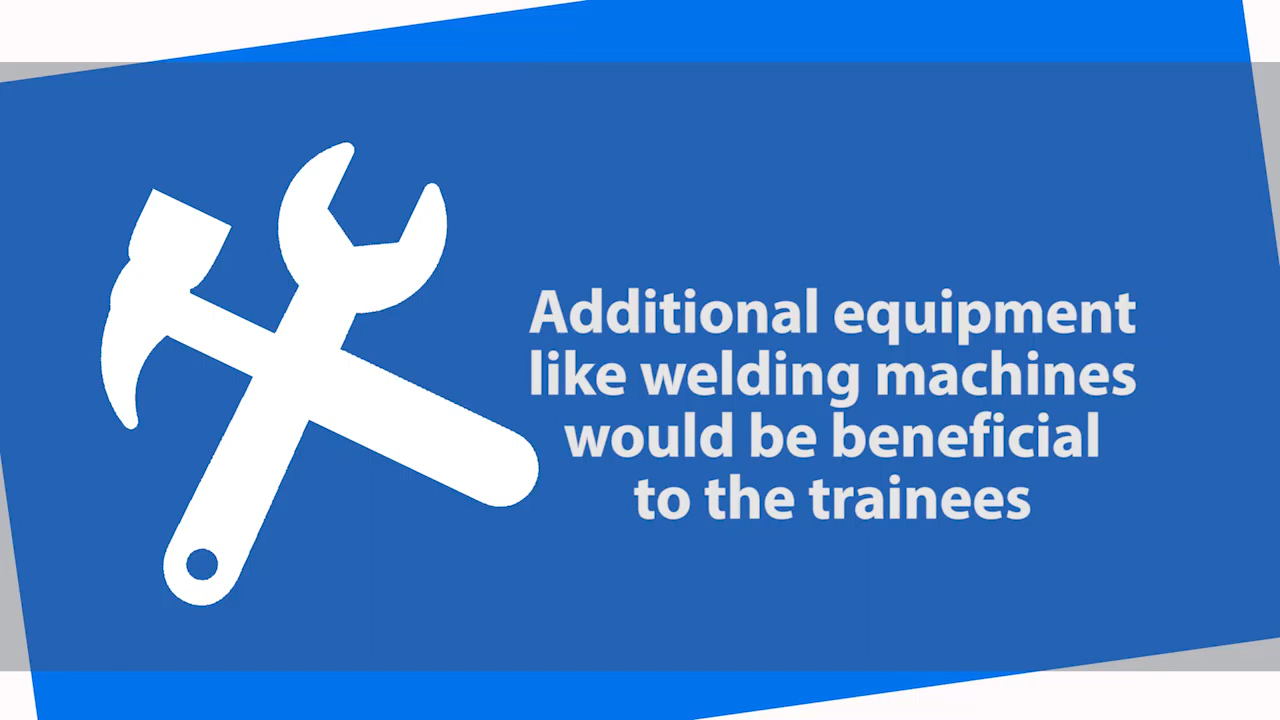 Additional equipment
like welding machines
would be beneficial
to the trainees